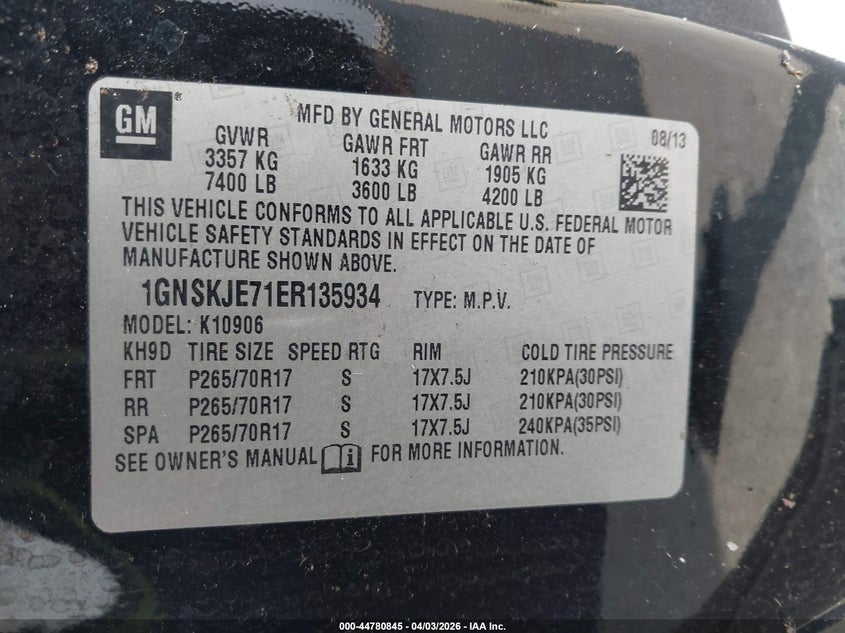 GM ®
MFD BY GENERAL MOTORS LLC
08/13
GVWR GAWR FRT GAWR RR
3357 KG 1633 KG 1905 KG
7400 LB 3600 LB 4200 LB
THIS VEHICLE CONFORMS TO ALL APPLICABLE U.S. FEDERAL MOTOR
VEHICLE SAFETY STANDARDS IN EFFECT ON THE DATE OF
MANUFACTURE SHOWN ABOVE.
1GNSKJE71ER135934 TYPE: M.P.V.
MODEL: K10906
KH9D TIRE SIZE SPEED RTG RIM COLD TIRE PRESSURE
FRT P265/70R17 S 17X7.5J 210KPA(30PSI)
RR P265/70R17 S 17X7.5J 210KPA(30PSI)
SPA P265/70R17 S 17X7.5J 240KPA(35PSI)
SEE OWNER'S MANUAL i FOR MORE INFORMATION.
000-44780845 - 04/03/2026 - IAA Inc.